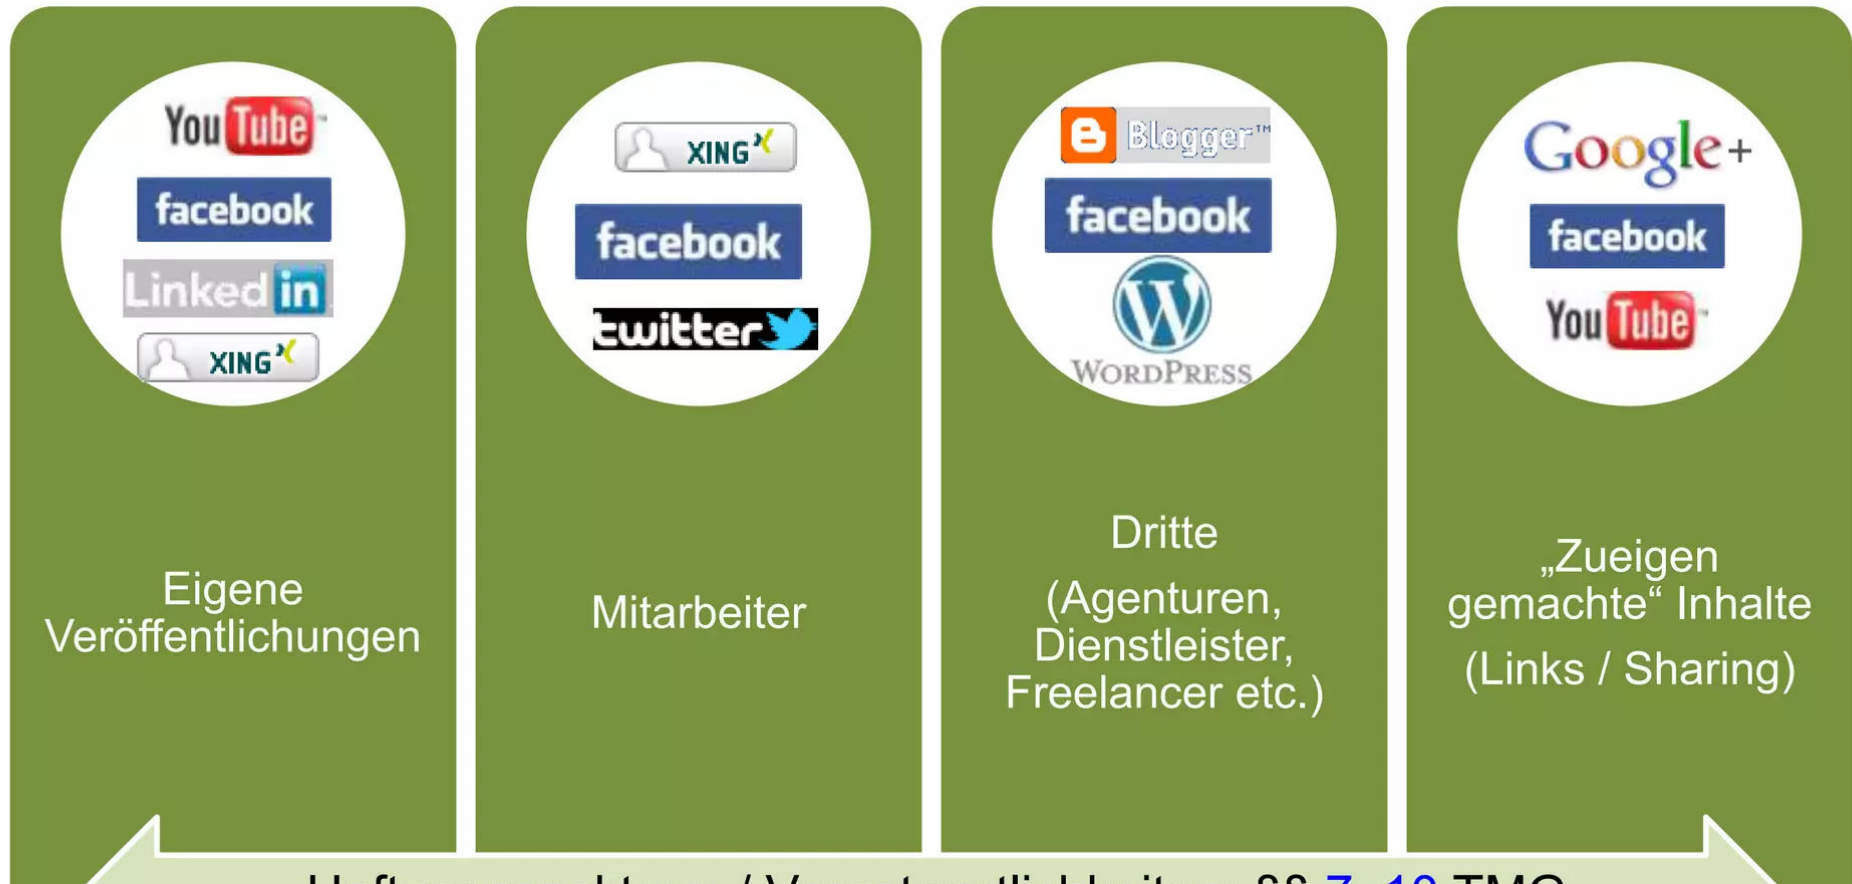 YouTube
facebook
LinkedIn
XING
XING
facebook
twitter
Blogger™
facebook
WORDPRESS
Google+
facebook
YouTube
Eigene
Veröffentlichungen
Mitarbeiter
Dritte
(Agenturen,
Dienstleister,
Freelancer etc.)
„Zueigen
gemachte“ Inhalte
(Links / Sharing)